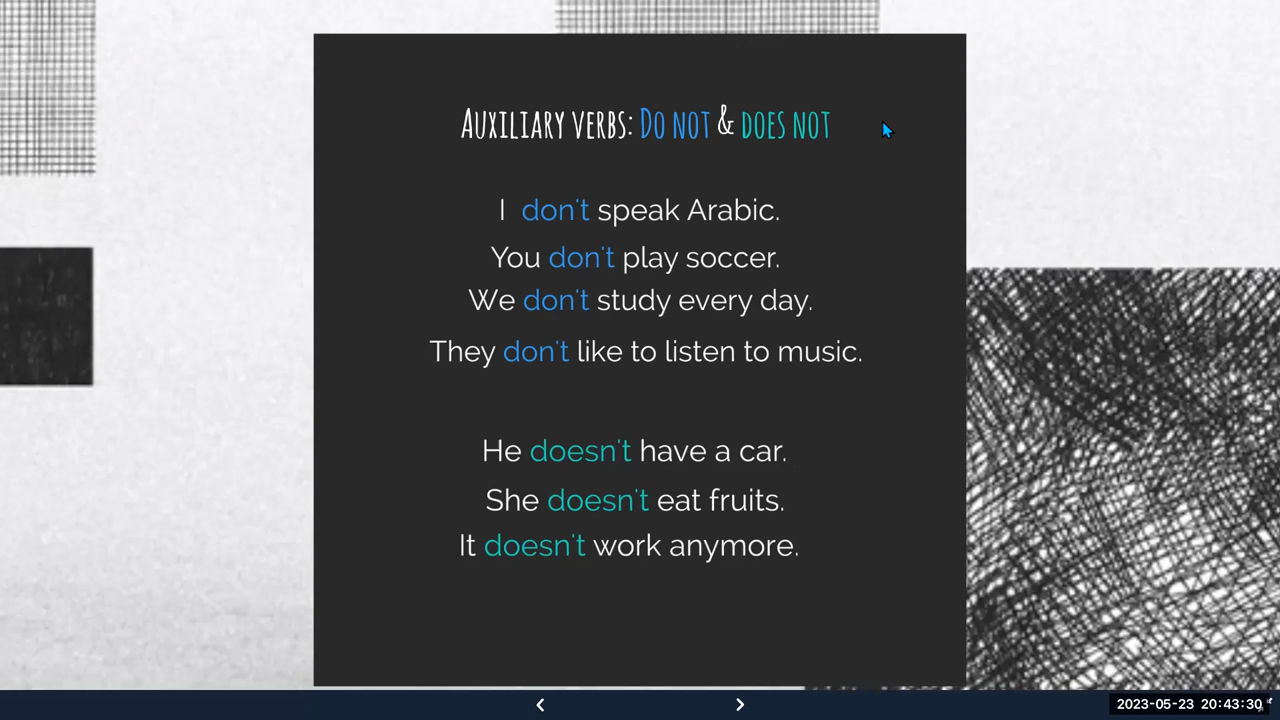 Auxiliary verbs: Do not & does not
I don't speak Arabic.
You don't play soccer.
We don't study every day.
They don't like to listen to music.
He doesn't have a car.
She doesn't eat fruits.
It doesn't work anymore.
2023-05-23 20:43:30